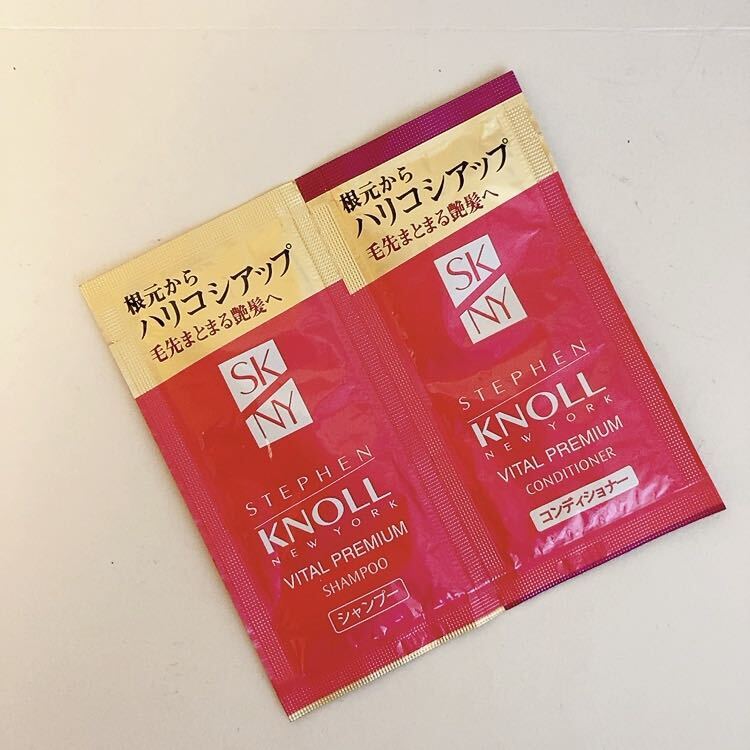 根元から
ハリコシアップ
毛先まとまる艶髪へ
SK
NY
STEPHEN
KNOLL
NEW YORK
VITAL PREMIUM
SHAMPOO
シャンプー
根元から
ハリコシアップ
毛先まとまる艶髪へ
SK
NY
STEPHEN
KNOLL
NEW YORK
VITAL PREMIUM
CONDITIONER
コンディショナー